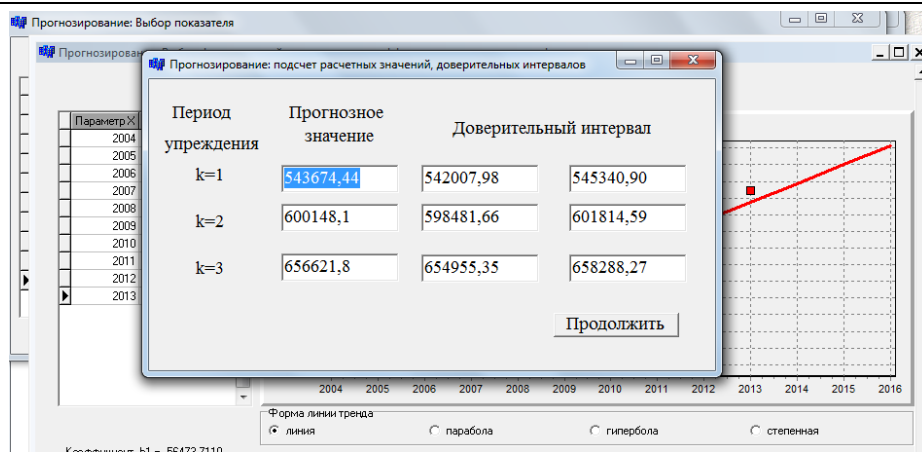 Прогнозирование: Выбор показателя
Прогнозирован
Прогнозирование: подсчет расчетных значений, доверительных интервалов
Период упреждения
Прогнозное значение
Доверительный интервал
k=1 543674,44 542007,98 545340,90
k=2 600148,1 598481,66 601814,59
k=3 656621,8 654955,35 658288,27
Продолжить
Параметр X
2004
2005
2006
2007
2008
2009
2010
2011
2012
2013
2004 2005 2006 2007 2008 2009 2010 2011 2012 2013 2014 2015 2016
Форма линии тренда
линия парабола гипербола степенная